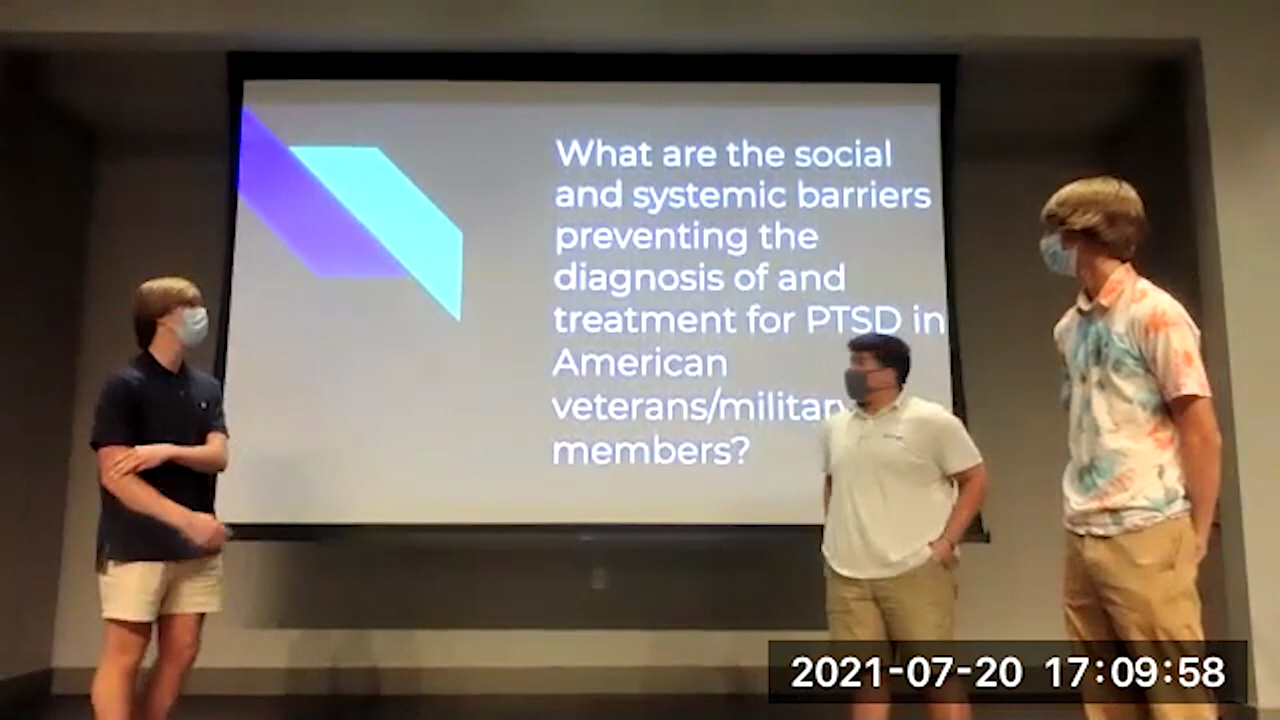 What are the social
and systemic barriers
preventing the
diagnosis of and
treatment for PTSD in
American
veterans/military
members?
2021-07-20 17:09:58